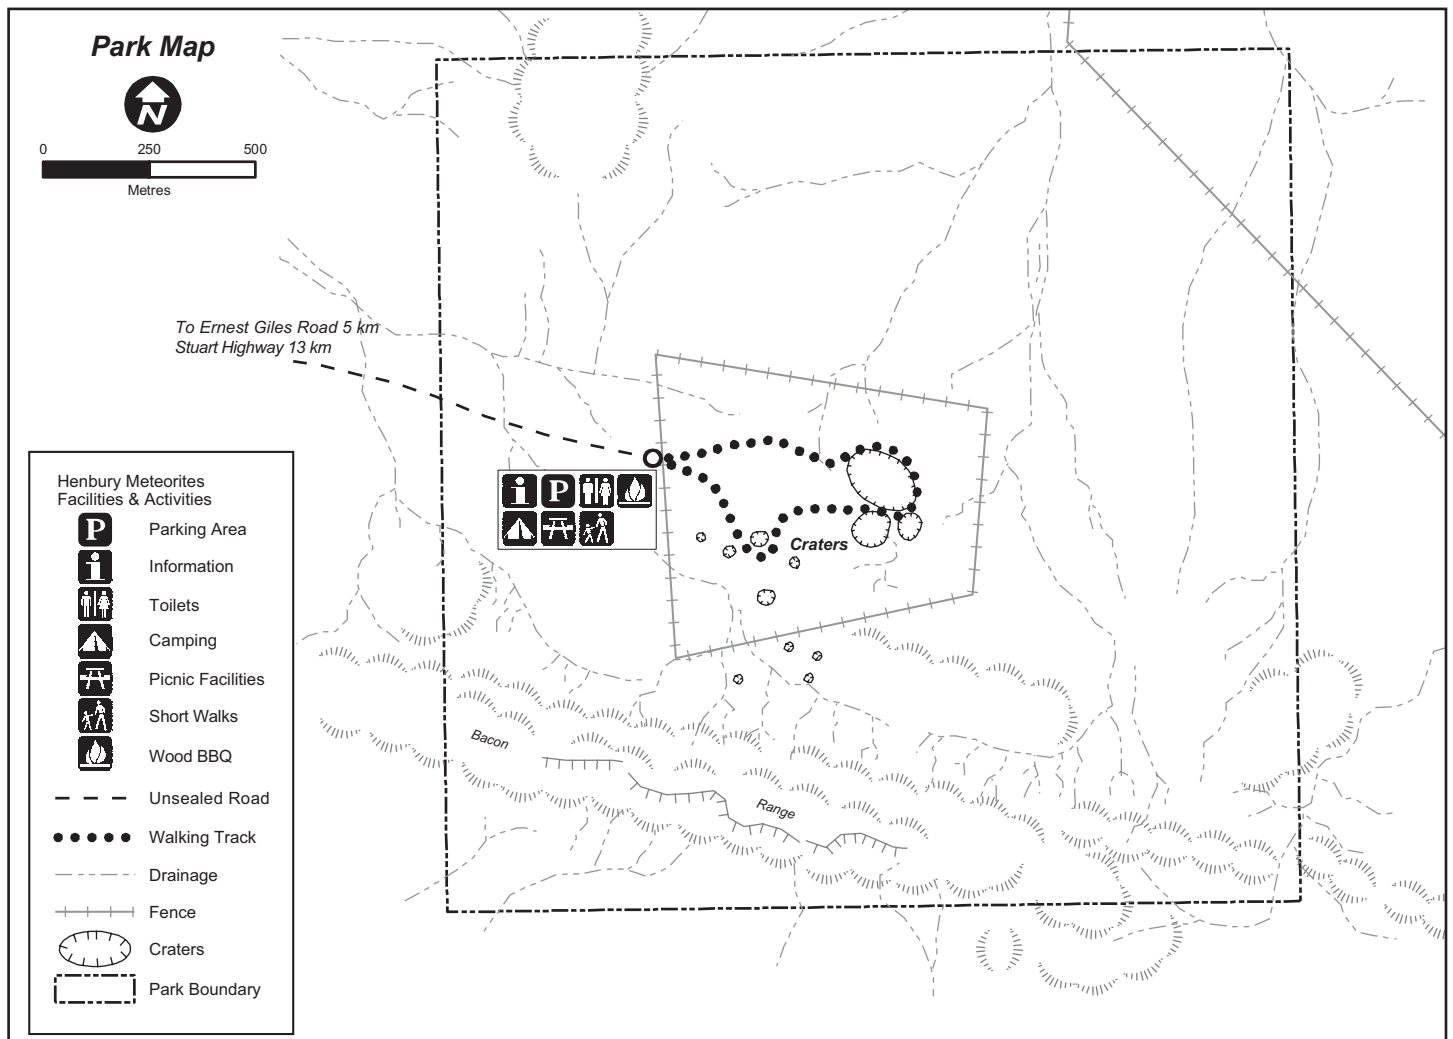 Park Map
N
0 250 500
Metres
To Ernest Giles Road 5 km
Stuart Highway 13 km
i P
Craters
Bacon
Range
Henbury Meteorites
Facilities & Activities
P Parking Area
i Information
Toilets
Camping
Picnic Facilities
Short Walks
Wood BBQ
Unsealed Road
Walking Track
Drainage
Fence
Craters
Park Boundary